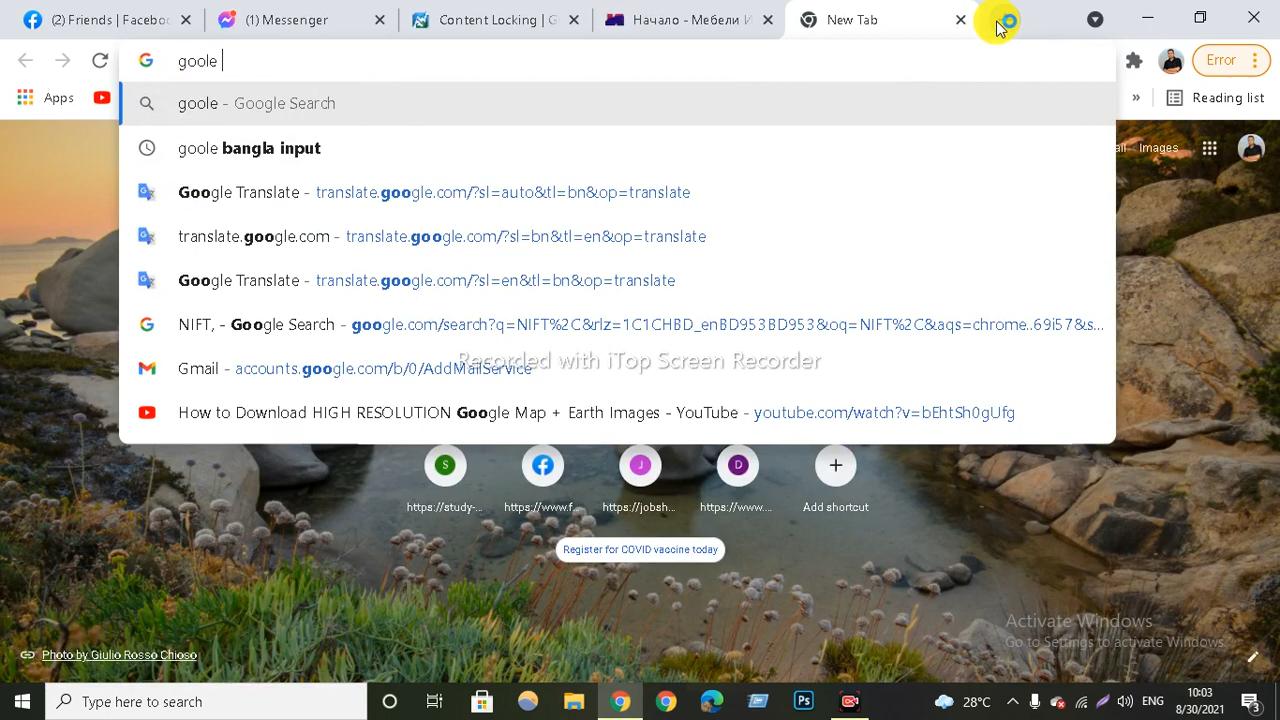 (2) Friends | Faceboo
(1) Messenger
Content Locking | G
Начало - Мебели И
New Tab
goole
Error
goole - Google Search
Apps
Reading list
goole bangla input
Images
Google Translate - translate.google.com/?sl=auto&tl=bn&op=translate
translate.google.com - translate.google.com/?sl=bn&tl=en&op=translate
Google Translate - translate.google.com/?sl=en&tl=bn&op=translate
NIFT, - Google Search - google.com/search?q=NIFT%2C&rlz=1C1CHBD_enBD953BD953&oq=NIFT%2C&aqs=chrome..69i57&s...
Gmail - accounts.google.com/b/0/AddMailService
Recorded with iTop Screen Recorder
How to Download HIGH RESOLUTION Google Map + Earth Images - YouTube - youtube.com/watch?v=bEhtSh0gUfg
S
J
D
https://study-...
https://www.f...
https://jobsh...
https://www....
Add shortcut
Register for COVID vaccine today
Activate Windows
Go to Settings to activate Windows.
Photo by Giulio Rosso Chioso
Type here to search
Ps
28°C
ENG
10:03
8/30/2021
3